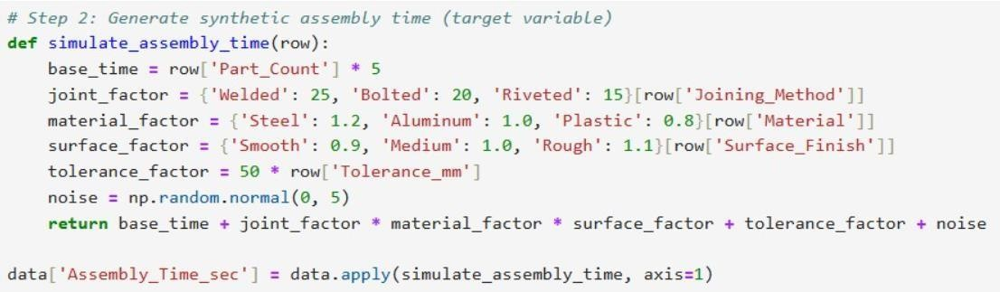 # Step 2: Generate synthetic assembly time (target variable)
def simulate_assembly_time(row):
    base_time = row['Part_Count'] * 5
    joint_factor = {'Welded': 25, 'Bolted': 20, 'Riveted': 15}[row['Joining_Method']]
    material_factor = {'Steel': 1.2, 'Aluminum': 1.0, 'Plastic': 0.8}[row['Material']]
    surface_factor = {'Smooth': 0.9, 'Medium': 1.0, 'Rough': 1.1}[row['Surface_Finish']]
    tolerance_factor = 50 * row['Tolerance_mm']
    noise = np.random.normal(0, 5)
    return base_time + joint_factor * material_factor * surface_factor + tolerance_factor + noise
data['Assembly_Time_sec'] = data.apply(simulate_assembly_time, axis=1)